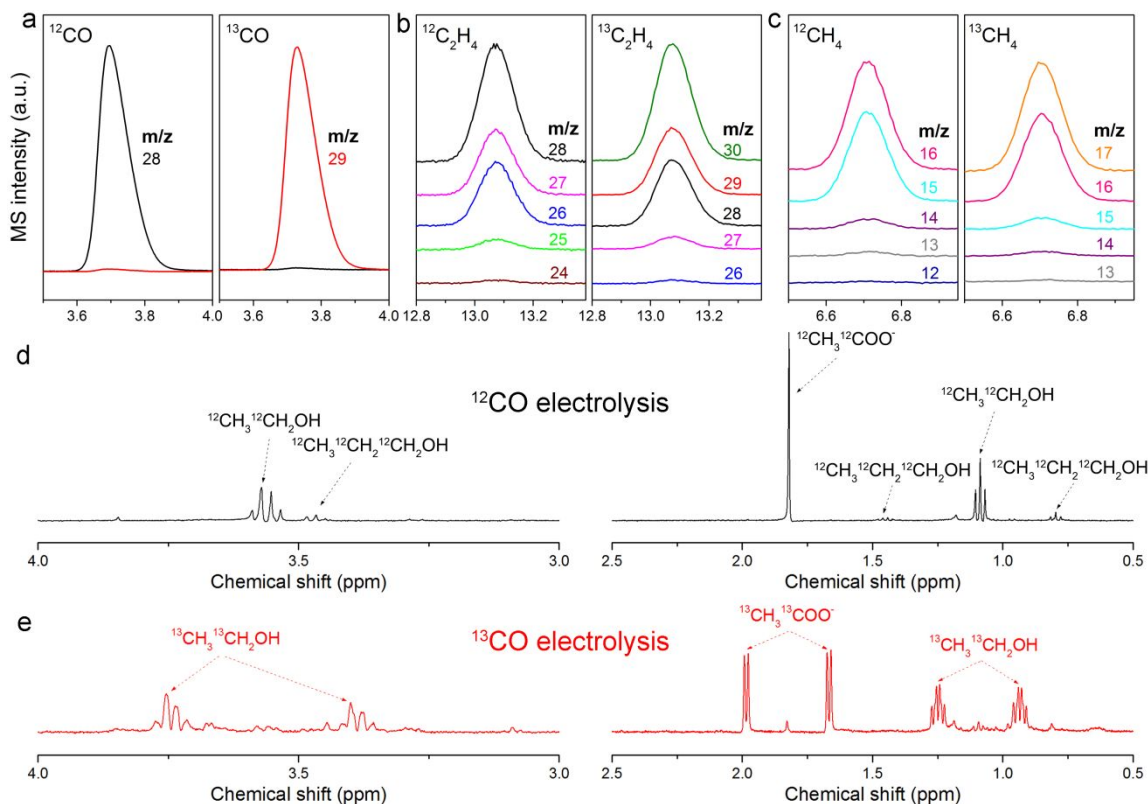 a
¹²CO
¹³CO
m/z
28
m/z
29
b
¹²C₂H₄
¹³C₂H₄
m/z
28
27
26
25
24
m/z
30
29
28
27
26
c
¹²CH₄
¹³CH₄
m/z
16
15
14
13
12
m/z
17
16
15
14
13
MS intensity (a.u.)
3.6 3.8 4.0
3.6 3.8 4.0
12.8 13.0 13.2
12.8 13.0 13.2
6.6 6.8
6.6 6.8
d
¹²CO electrolysis
¹²CH₃¹²CH₂OH
¹²CH₃¹²CH₂¹²CH₂OH
¹²CH₃¹²COO⁻
¹²CH₃¹²CH₂OH
¹²CH₃¹²CH₂¹²CH₂OH
¹²CH₃¹²CH₂¹²CH₂OH
4.0 3.5 3.0
2.5 2.0 1.5 1.0 0.5
Chemical shift (ppm)
Chemical shift (ppm)
e
¹³CO electrolysis
¹³CH₃¹³CH₂OH
¹³CH₃¹³COO⁻
¹³CH₃¹³CH₂OH
4.0 3.5 3.0
2.5 2.0 1.5 1.0 0.5
Chemical shift (ppm)
Chemical shift (ppm)